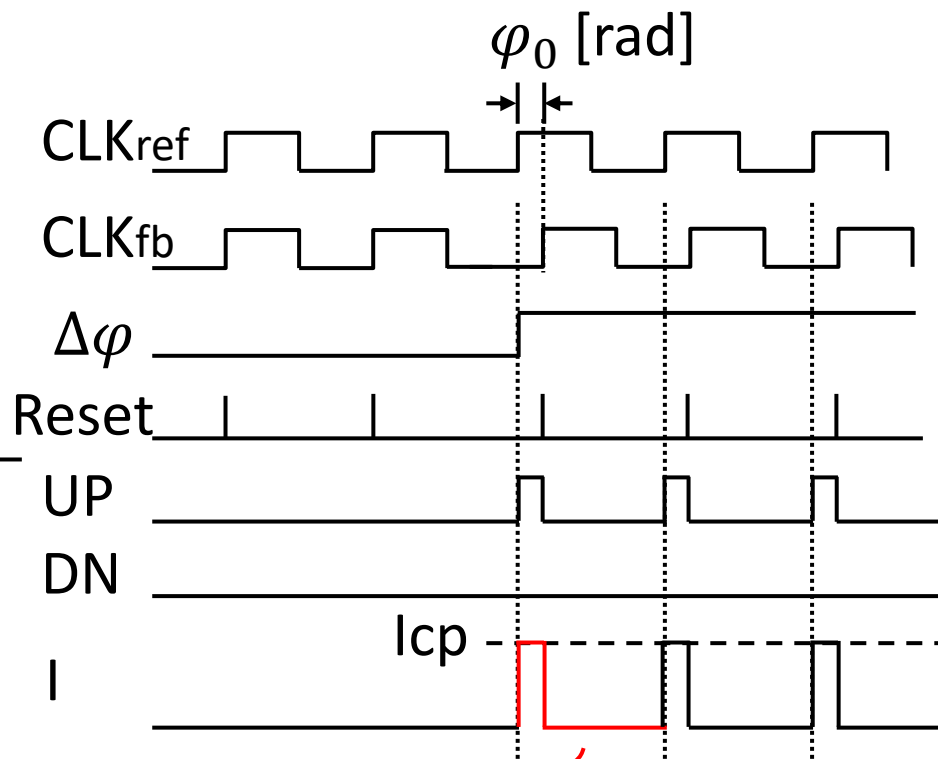 φ₀ [rad]
CLKref
CLKfb
Δφ
Reset
UP
DN
Icp
I